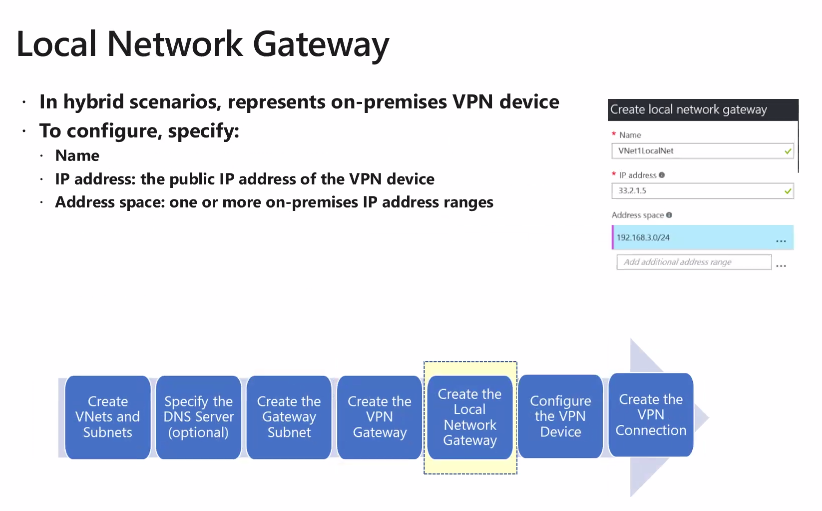 Local Network Gateway
· In hybrid scenarios, represents on-premises VPN device
· To configure, specify:
· Name
· IP address: the public IP address of the VPN device
· Address space: one or more on-premises IP address ranges
Create local network gateway
* Name
VNet1LocalNet
* IP address
33.2.1.5
Address space
192.168.3.0/24
...
Add additional address range
...
Create
VNets and
Subnets
Specify the
DNS Server
(optional)
Create the
Gateway
Subnet
Create the
VPN
Gateway
Create the
Local
Network
Gateway
Configure
the VPN
Device
Create the
VPN
Connection